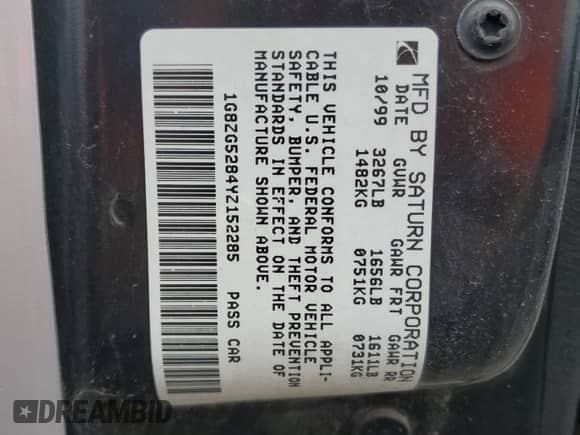 MFD BY SATURN CORPORATION
DATE GVWR GAWR FRT GAWR RR
10/99 3267LB 1656LB 1611LB
1482KG 0751KG 0731KG
THIS VEHICLE CONFORMS TO ALL APPLI-
CABLE U.S. FEDERAL MOTOR VEHICLE
SAFETY, BUMPER, AND THEFT PREVENTION
STANDARDS IN EFFECT ON THE DATE OF
MANUFACTURE SHOWN ABOVE.
1G8ZG5284YZ152285 PASS CAR
DREAMBID